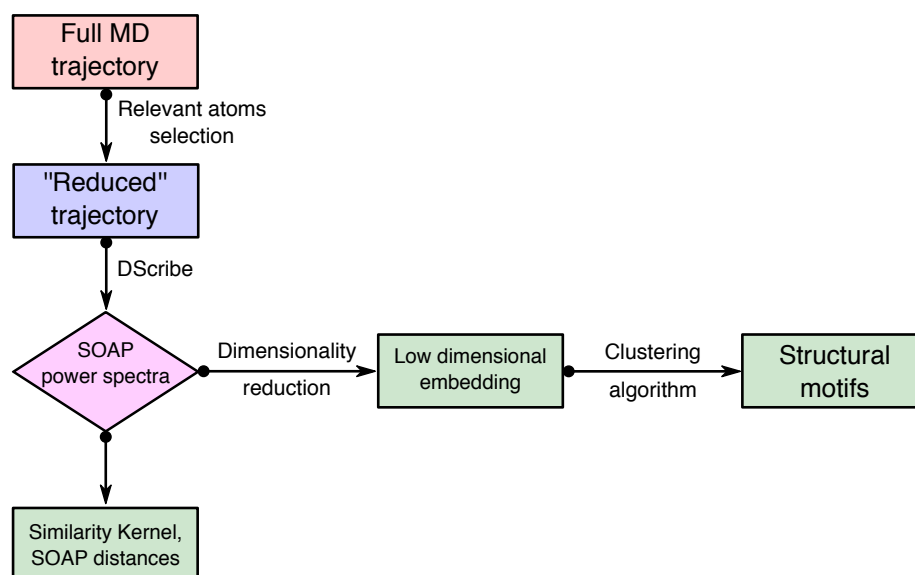 Full MD
trajectory
Relevant atoms
selection
"Reduced"
trajectory
DScribe
SOAP
power spectra
Dimensionality
reduction
Low dimensional
embedding
Clustering
algorithm
Structural
motifs
Similarity Kernel,
SOAP distances